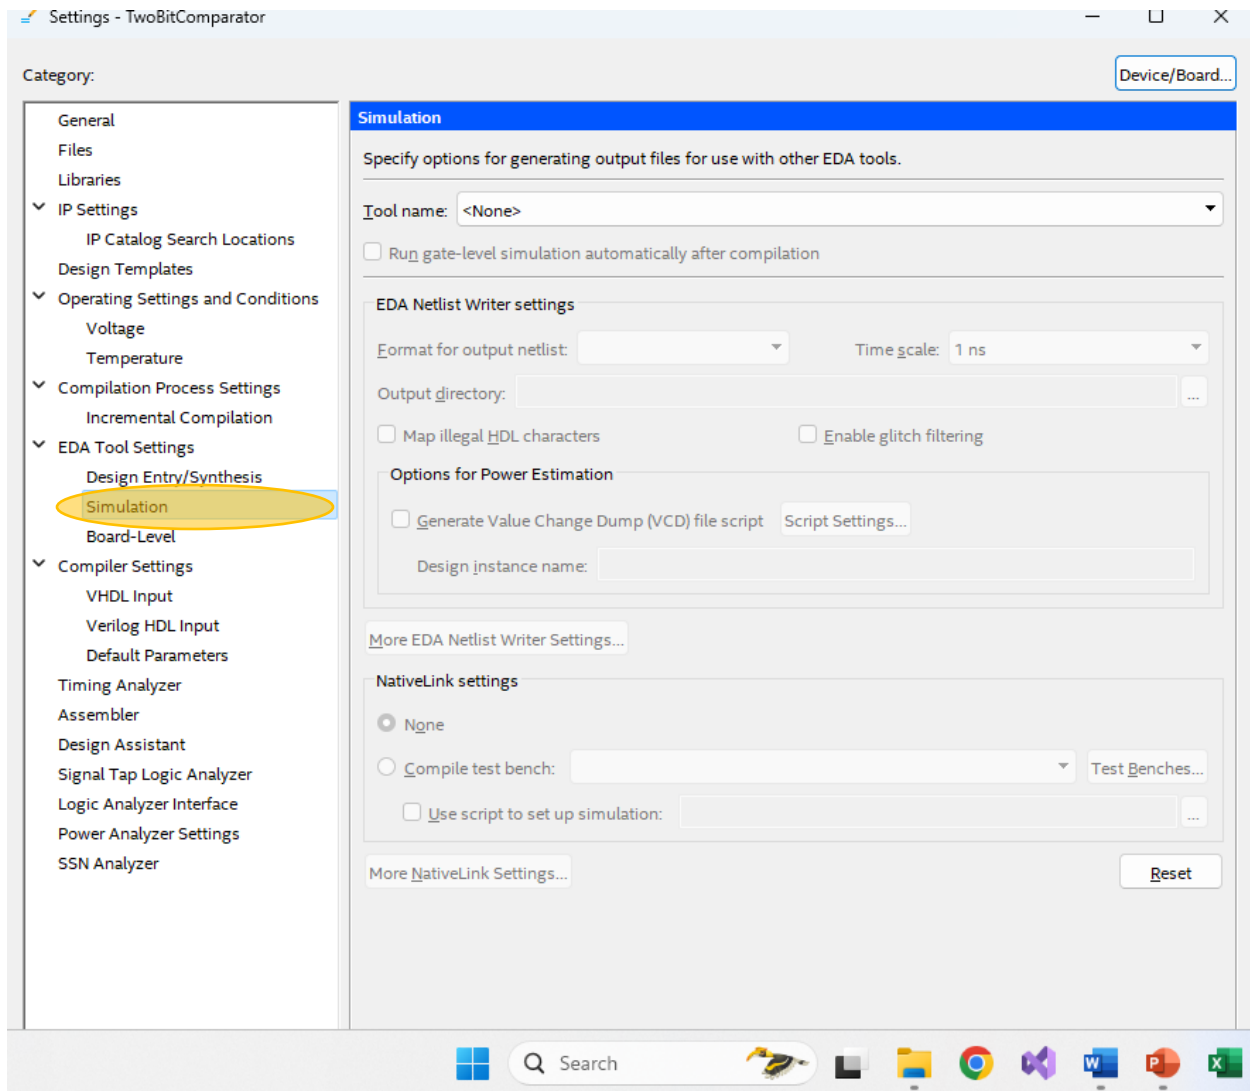 Settings - TwoBitComparator
Category:
Device/Board...
General
Files
Libraries
IP Settings
IP Catalog Search Locations
Design Templates
Operating Settings and Conditions
Voltage
Temperature
Compilation Process Settings
Incremental Compilation
EDA Tool Settings
Design Entry/Synthesis
Simulation
Board-Level
Compiler Settings
VHDL Input
Verilog HDL Input
Default Parameters
Timing Analyzer
Assembler
Design Assistant
Signal Tap Logic Analyzer
Logic Analyzer Interface
Power Analyzer Settings
SSN Analyzer
Simulation
Specify options for generating output files for use with other EDA tools.
Tool name: <None>
Run gate-level simulation automatically after compilation
EDA Netlist Writer settings
Format for output netlist: Time scale: 1 ns
Output directory: ...
Map illegal HDL characters Enable glitch filtering
Options for Power Estimation
Generate Value Change Dump (VCD) file script Script Settings...
Design instance name:
More EDA Netlist Writer Settings...
NativeLink settings
None
Compile test bench: Test Benches...
Use script to set up simulation: ...
More NativeLink Settings... Reset
Search
W P X